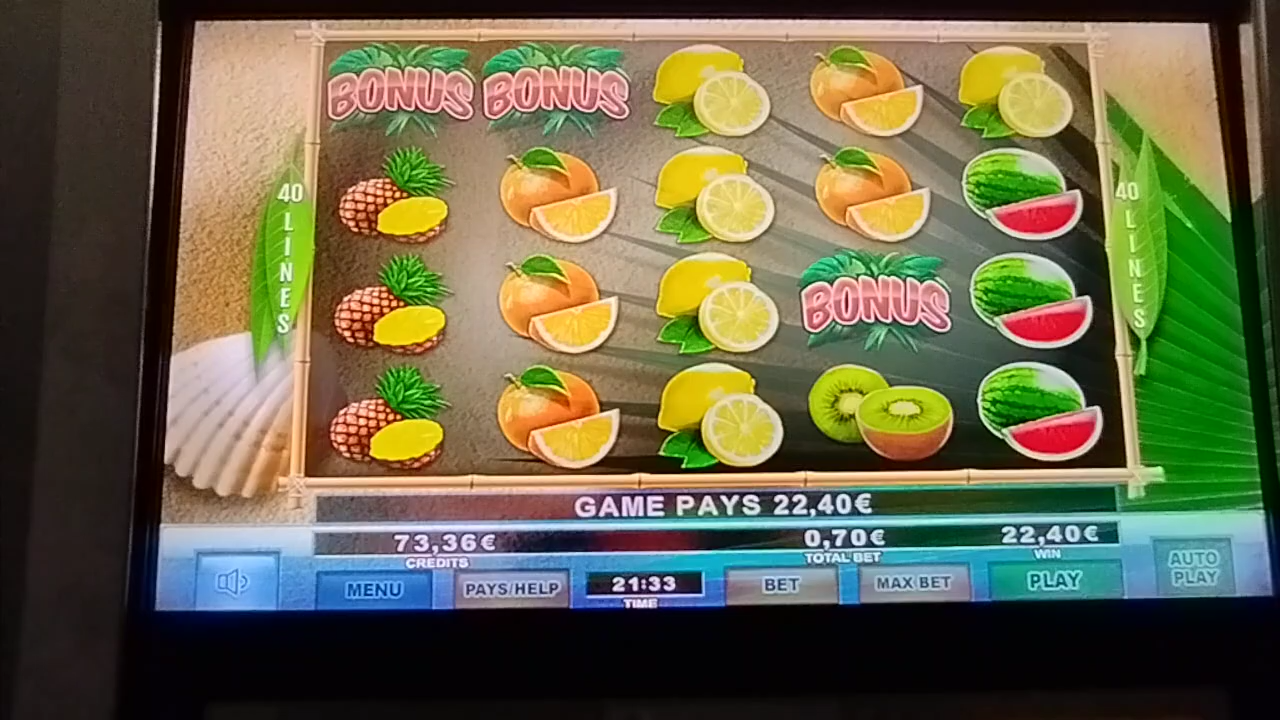 BONUS BONUS
40 LINES
40 LINES
BONUS
GAME PAYS 22,40€
73,36€ 0,70€ 22,40€
CREDITS TOTAL BET WIN
MENU PAYS/HELP 21:33 BET MAX BET PLAY AUTO PLAY
TIME